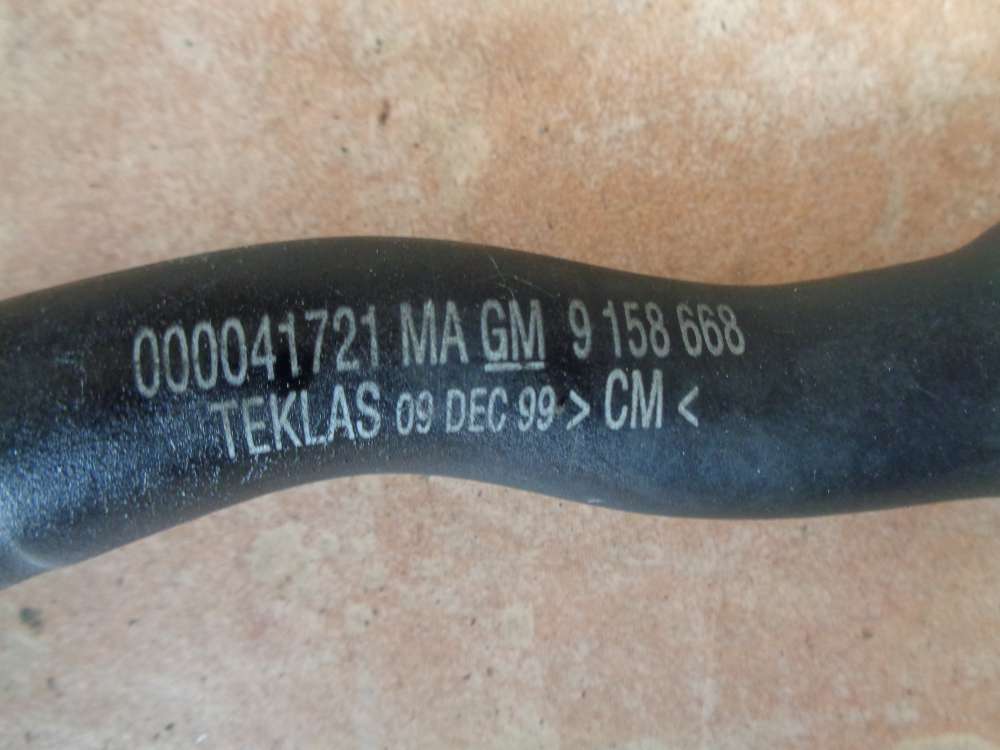 000041721 MA GM 9 158 668
TEKLAS 09 DEC 99 > CM <